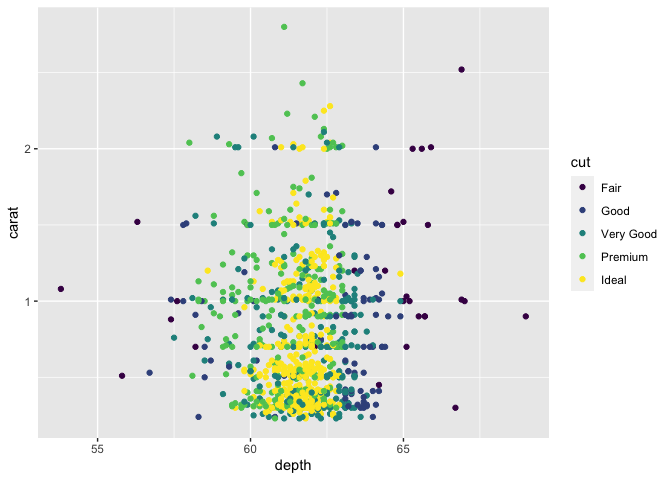 2
1
carat
55
60
65
depth
cut
Fair
Good
Very Good
Premium
Ideal